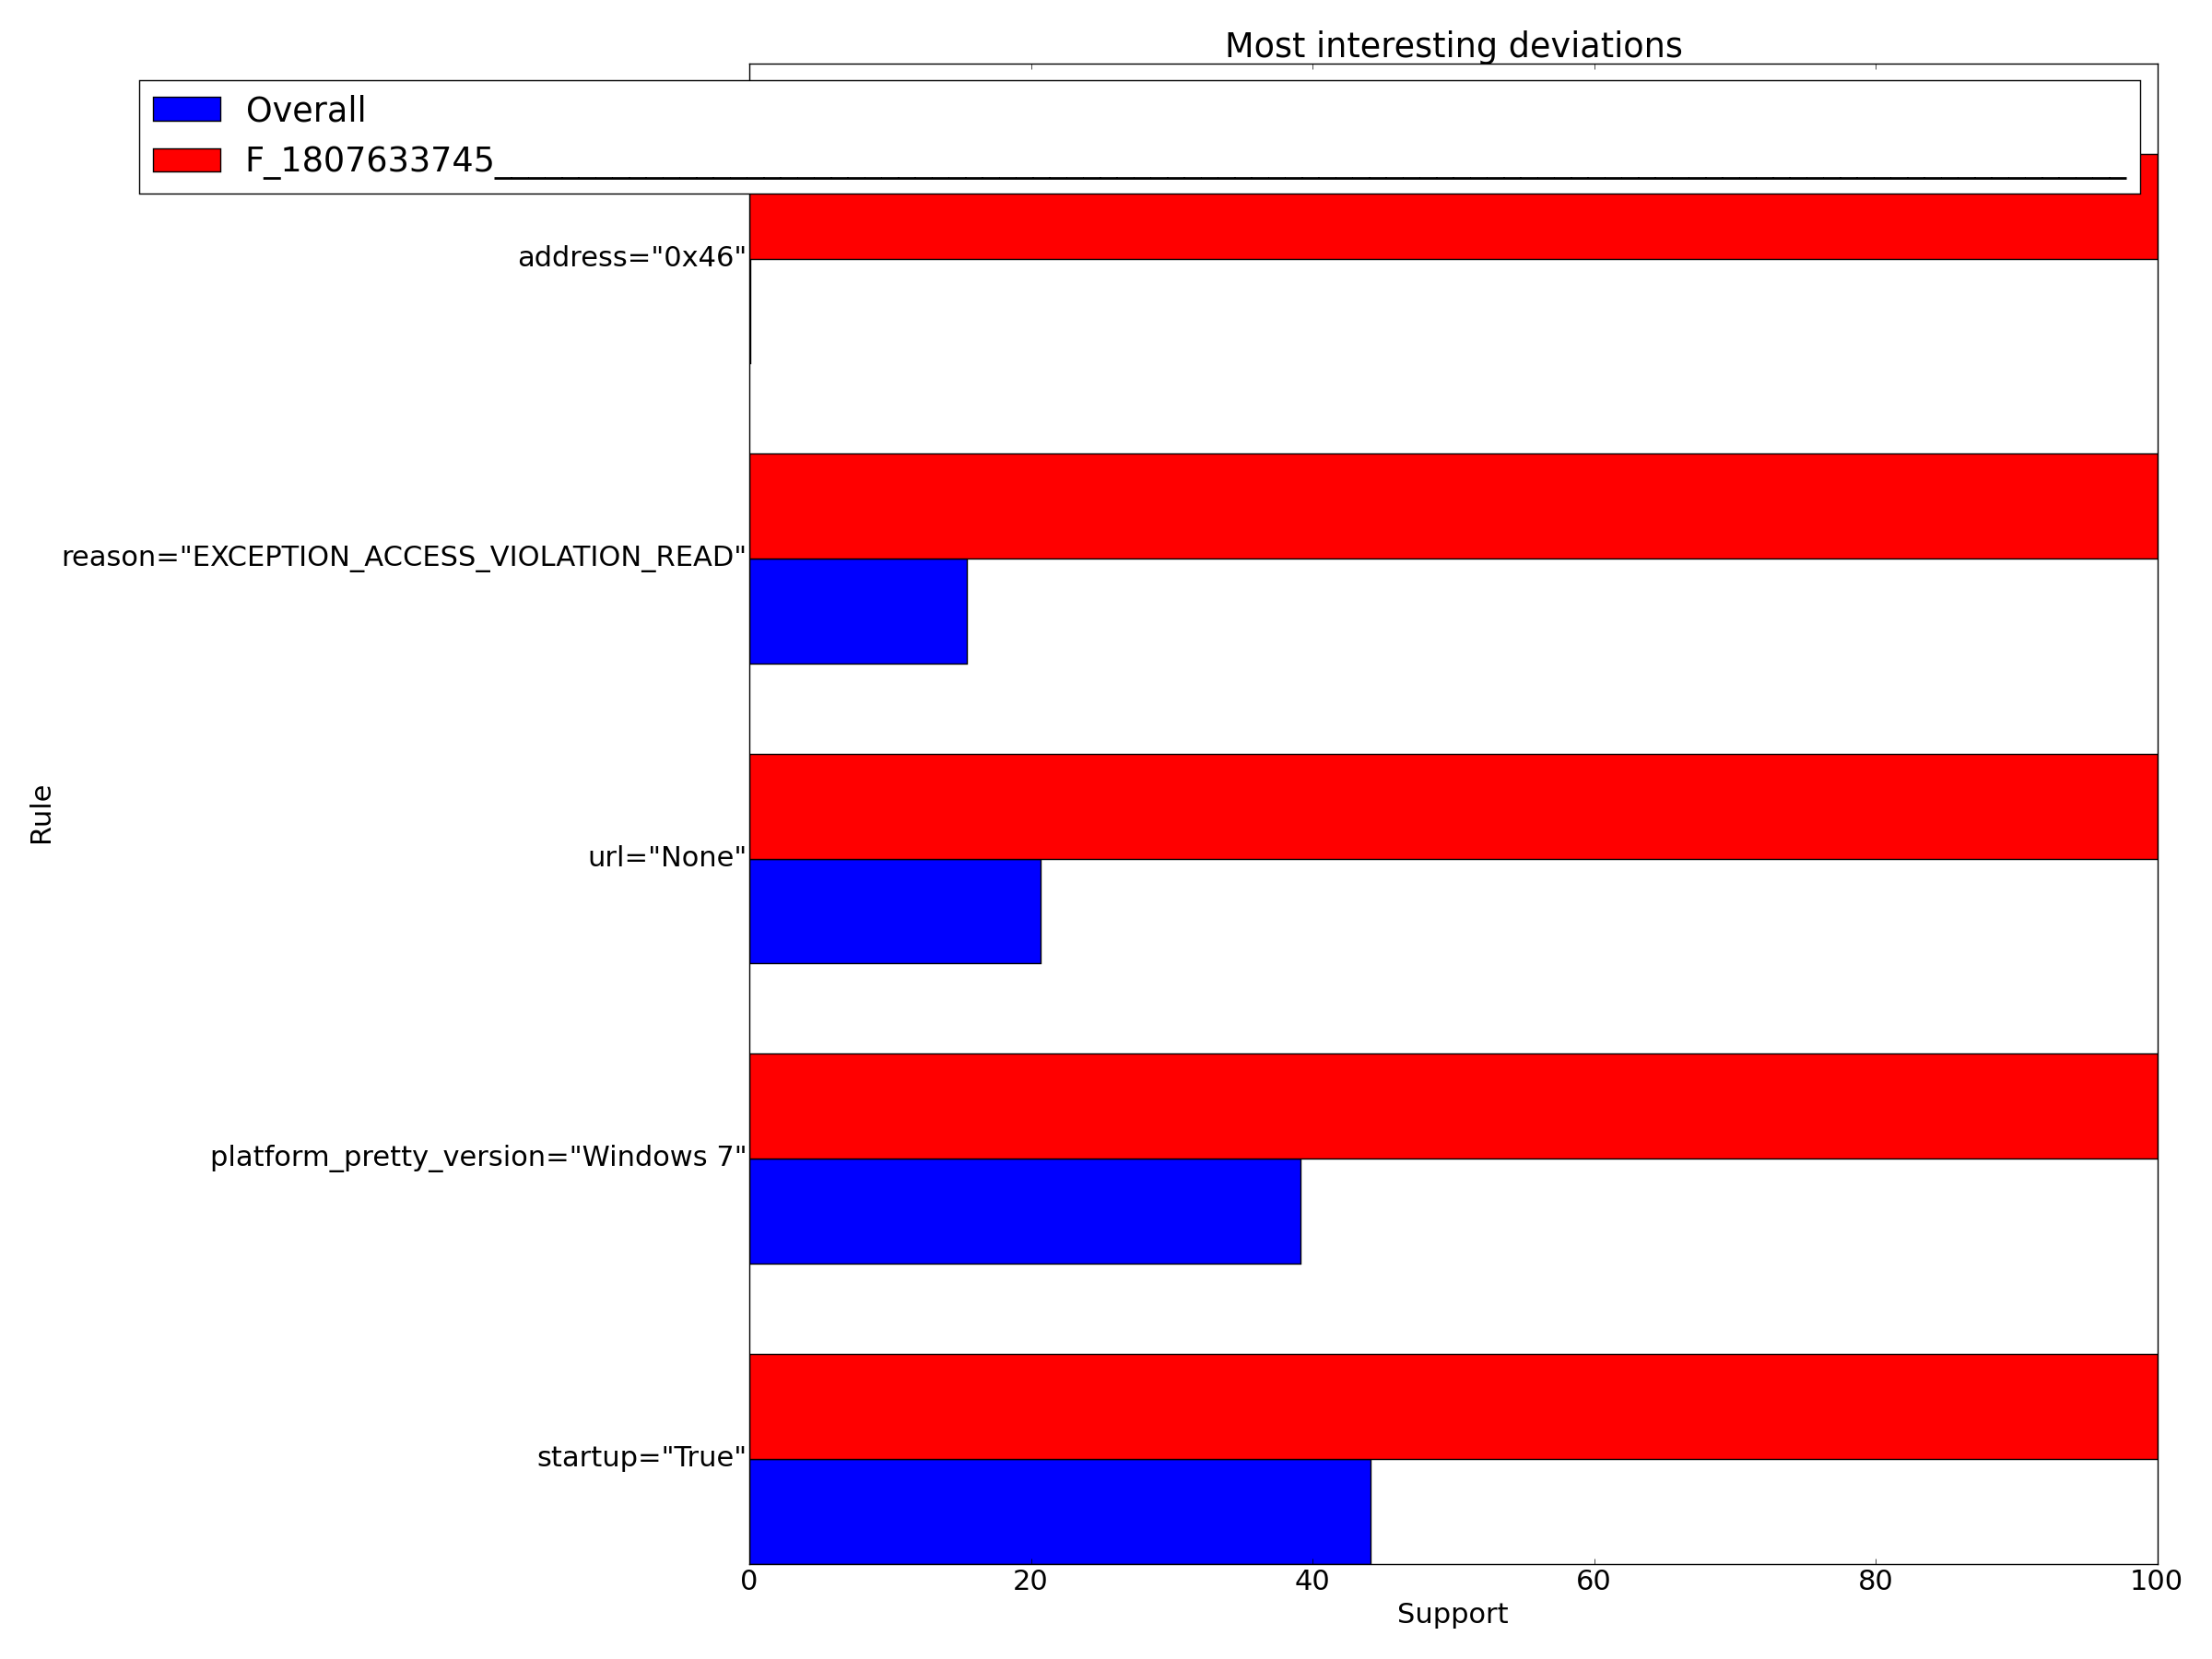 Most interesting deviations
Overall
F_1807633745_________________________________________________________________________________________________
address="0x46"
reason="EXCEPTION_ACCESS_VIOLATION_READ"
url="None"
platform_pretty_version="Windows 7"
startup="True"
Rule
0 20 40 60 80 100
Support